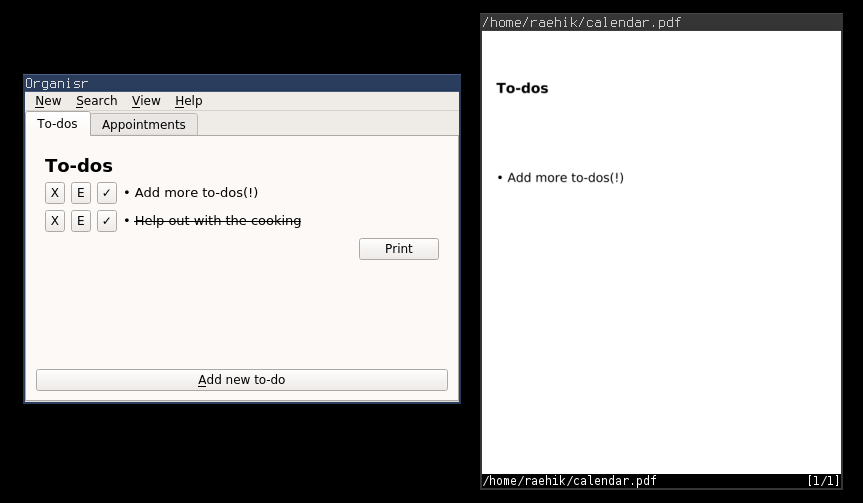 Organisr
New Search View Help
To-dos Appointments
To-dos
X E ✓ • Add more to-dos(!)
X E ✓ • Help out with the cooking
Print
Add new to-do
/home/raehik/calendar.pdf
To-dos
• Add more to-dos(!)
/home/raehik/calendar.pdf [1/1]